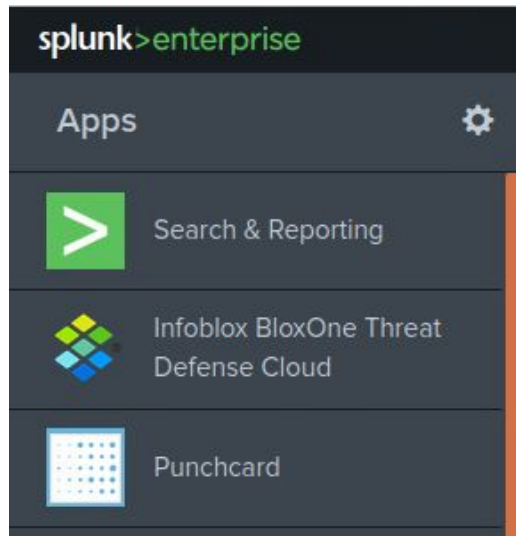 splunk>enterprise
Apps
Search & Reporting
Infoblox BloxOne Threat
Defense Cloud
Punchcard